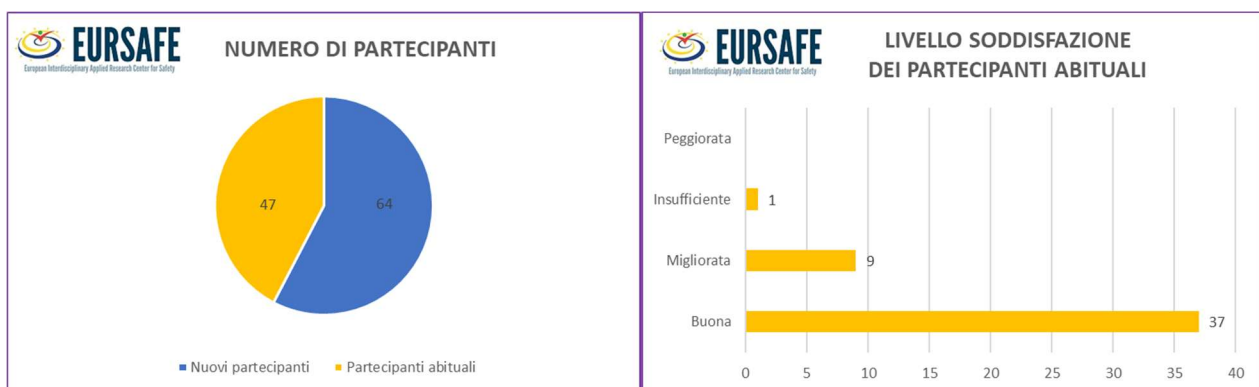 EURSAFE
European Interdisciplinary Applied Research Center for Safety
NUMERO DI PARTECIPANTI
47
64
Nuovi partecipanti
Partecipanti abituali
EURSAFE
European Interdisciplinary Applied Research Center for Safety
LIVELLO SODDISFAZIONE
DEI PARTECIPANTI ABITUALI
Peggiorata
Insufficiente 1
Migliorata 9
Buona 37
0 5 10 15 20 25 30 35 40